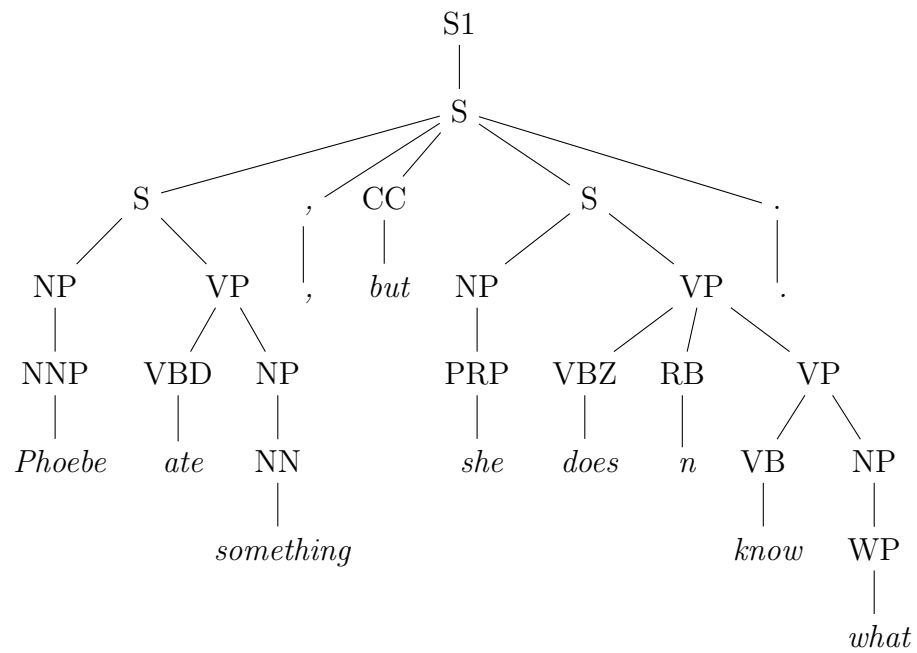 S1
S
S , CC S .
NP VP , but NP VP .
NNP VBD NP PRP VBZ RB VP
Phoebe ate NN she does n VB NP
something know WP
what